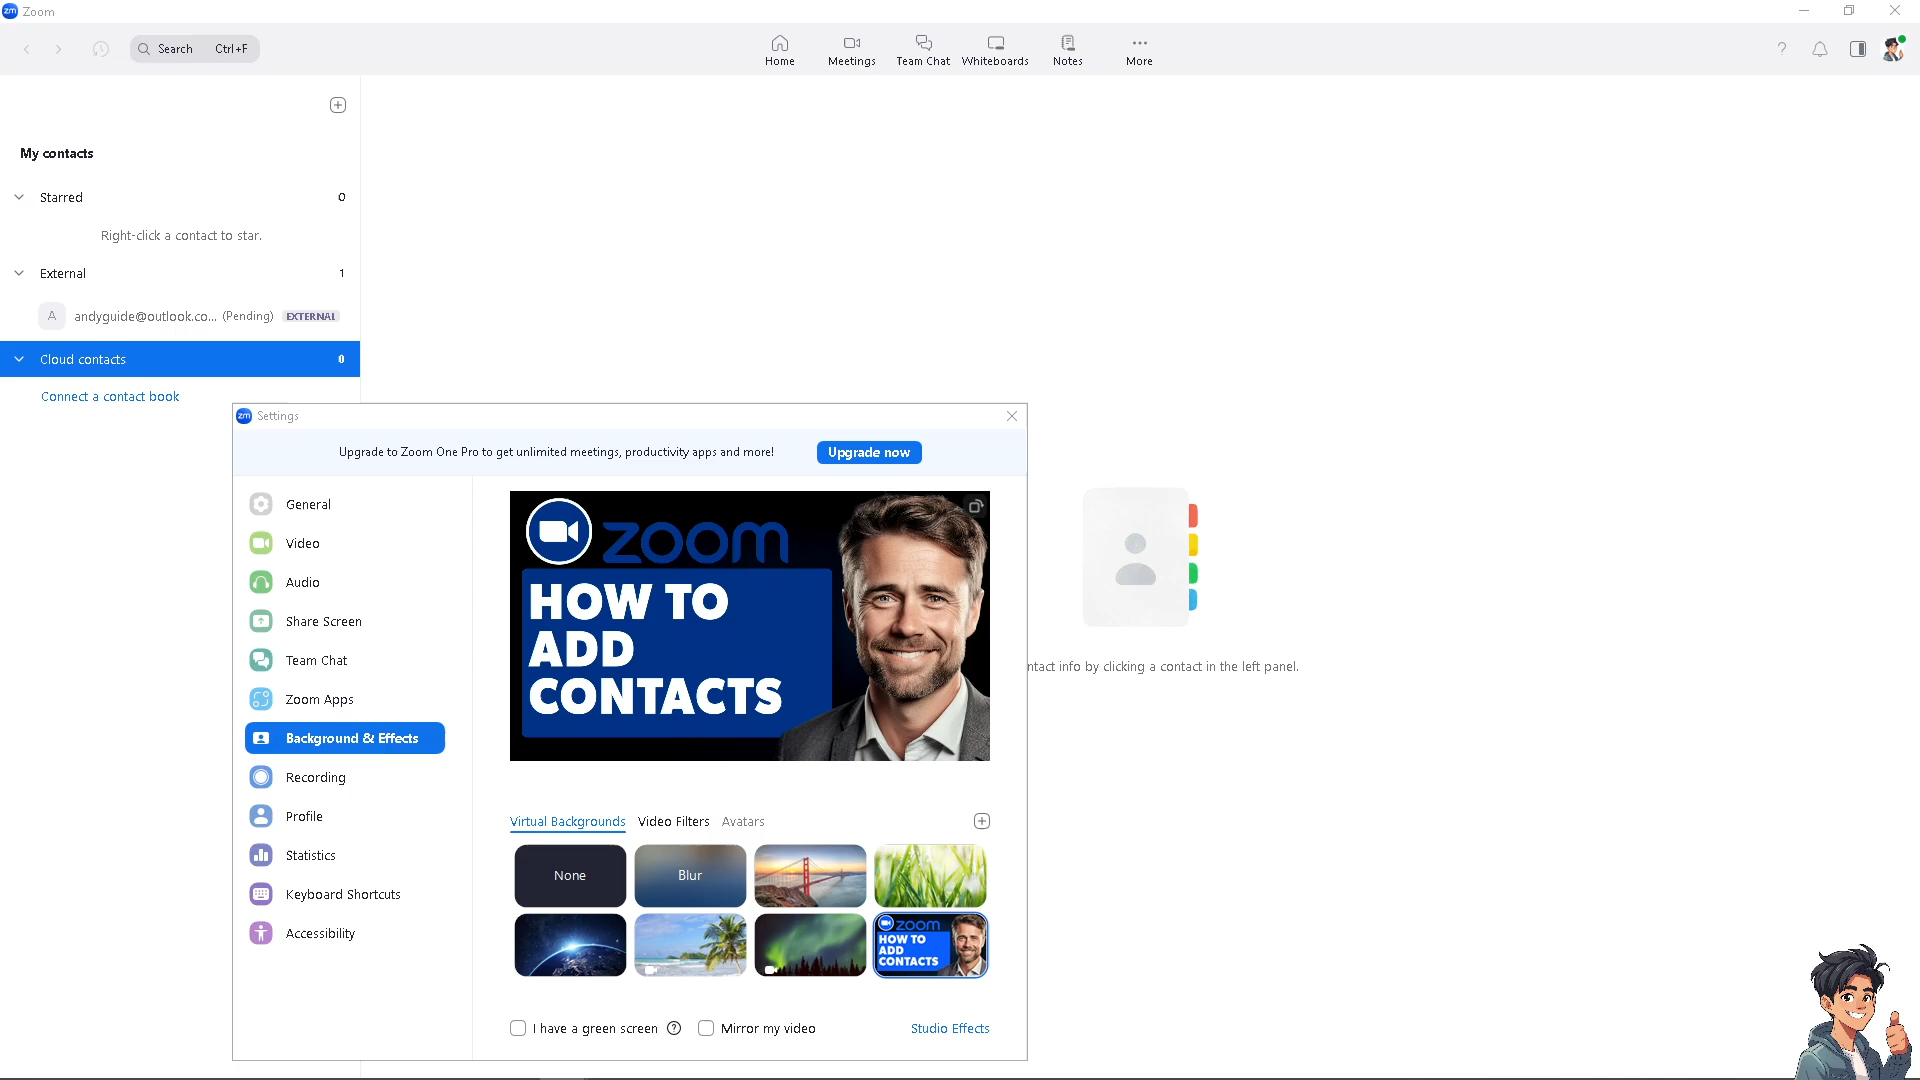 zm Zoom
Search Ctrl+F
Home
Meetings
Team Chat
Whiteboards
Notes
More
My contacts
Starred 0
Right-click a contact to star.
External 1
A andyguide@outlook.co... (Pending) EXTERNAL
Cloud contacts 0
Connect a contact book
zm Settings
Upgrade to Zoom One Pro to get unlimited meetings, productivity apps and more! Upgrade now
General
Video
Audio
Share Screen
Team Chat
Zoom Apps
Background & Effects
Recording
Profile
Statistics
Keyboard Shortcuts
Accessibility
zoom
HOW TO
ADD
CONTACTS
Virtual Backgrounds Video Filters Avatars
None
Blur
zoom
HOW TO
ADD
CONTACTS
I have a green screen ? Mirror my video Studio Effects
ntact info by clicking a contact in the left panel.